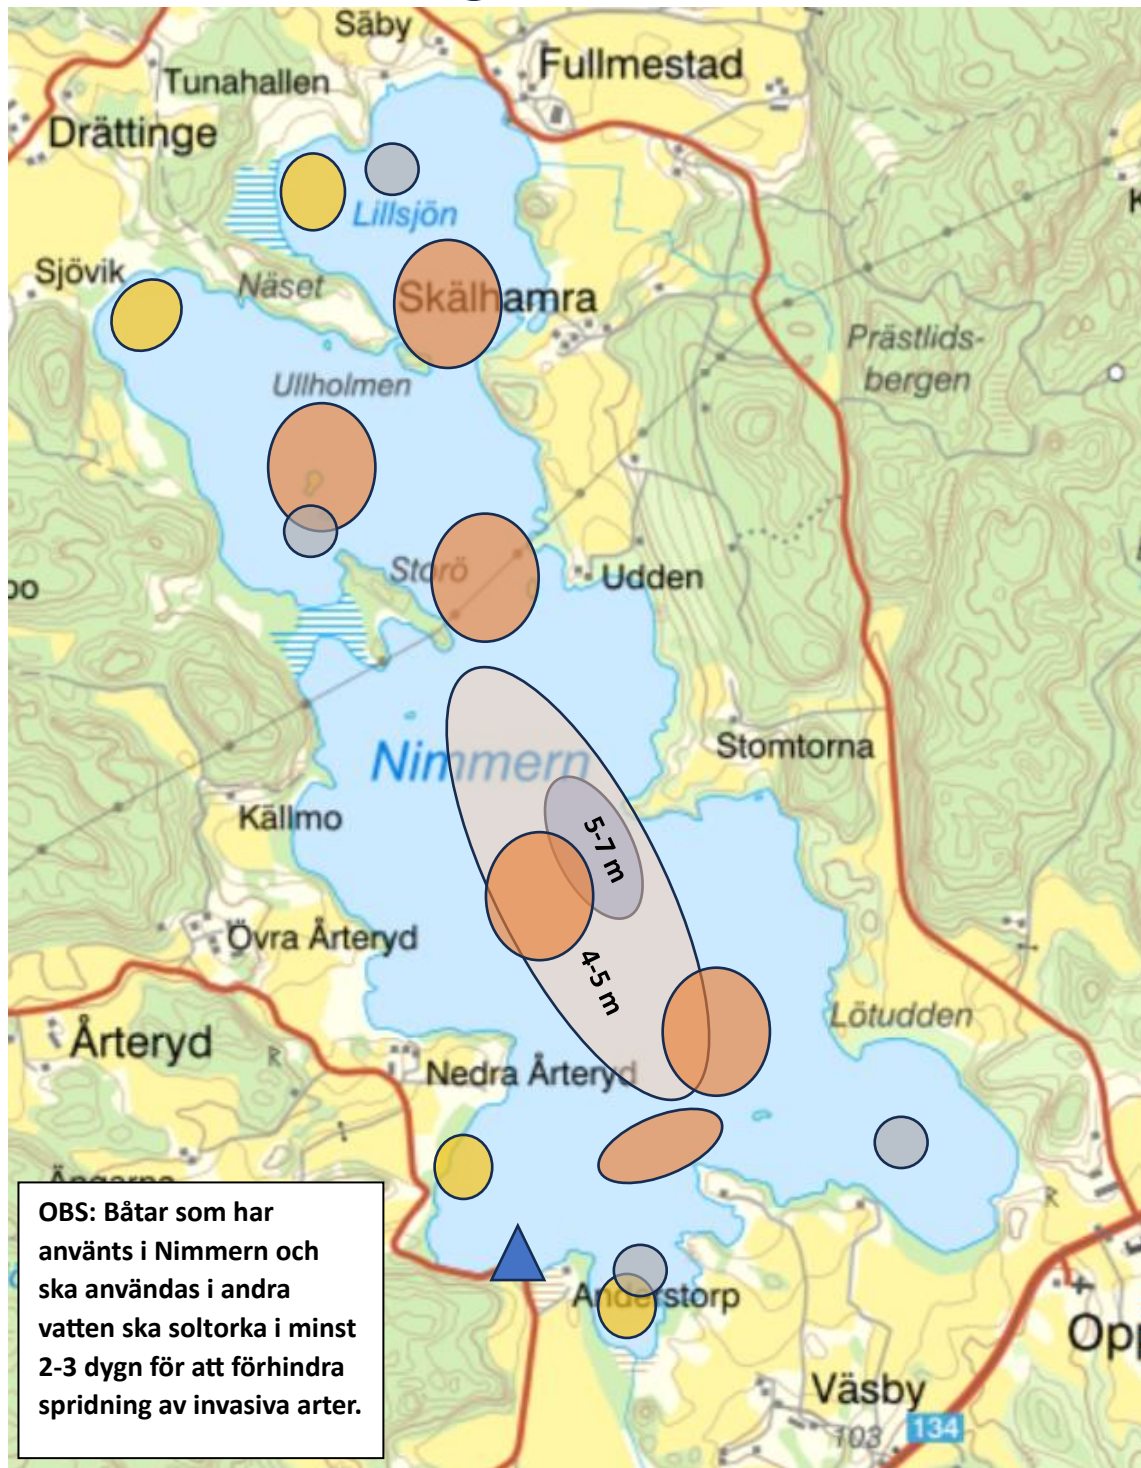 Säby
Fullmestad
Tunahallen
Drättinge
Lillsjön
Sjövik
Näset
Skälhamra
Prästlids-
bergen
Ullholmen
Storö
Udden
Nimmern
Stomtorna
Källmo
5-7 m
Övra Årteryd
4-5 m
Lötudden
Årteryd
R
Nedra Årteryd
R
OBS: Båtar som har
använts i Nimmern och
ska användas i andra
vatten ska soltorka i minst
2-3 dygn för att förhindra
spridning av invasiva arter.
Anderstorp
Opp
Väsby
103
134